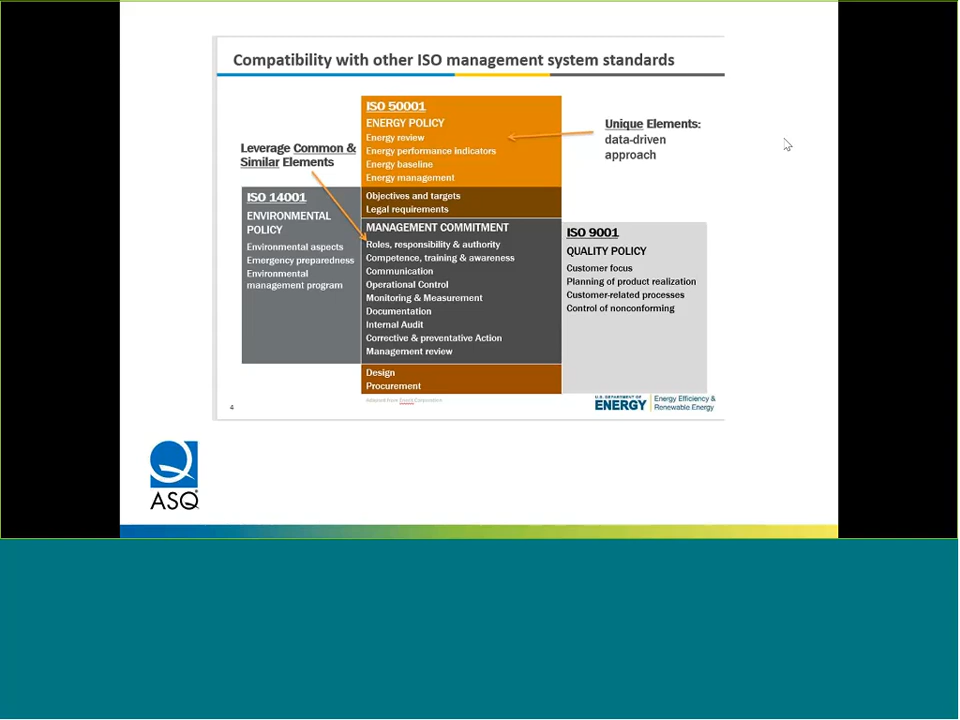 Compatibility with other ISO management system standards
ISO 50001
ENERGY POLICY
Energy review
Energy performance indicators
Energy baseline
Energy management
Unique Elements:
data-driven
approach
Leverage Common &
Similar Elements
Objectives and targets
Legal requirements
ISO 14001
ENVIRONMENTAL
POLICY
Environmental aspects
Emergency preparedness
Environmental
management program
MANAGEMENT COMMITMENT
Roles, responsibility & authority
Competence, training & awareness
Communication
Operational Control
Monitoring & Measurement
Documentation
Internal Audit
Corrective & preventative Action
Management review
ISO 9001
QUALITY POLICY
Customer focus
Planning of product realization
Customer-related processes
Control of nonconforming
Design
Procurement
Adapted from Corporation
4
U.S. DEPARTMENT OF
ENERGY
Energy Efficiency &
Renewable Energy
ASQ